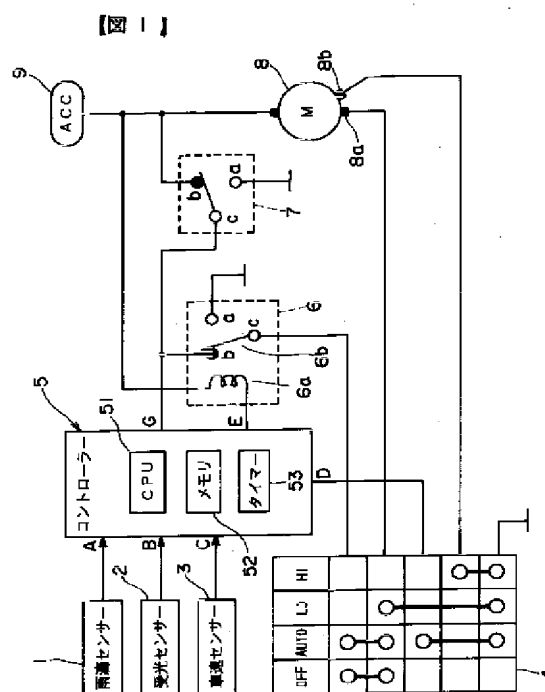 【図1】
9
ACC
8
8b
M
8a
b
a
c
7
6
a
b
c
6b
6a
5
51
G
コントローラー
CPU
メモリ
タイマー
E
53
D
52
A
B
C
1
2
3
雨滴センサー
受光センサー
車速センサー
OFF
AUTO
LO
HI